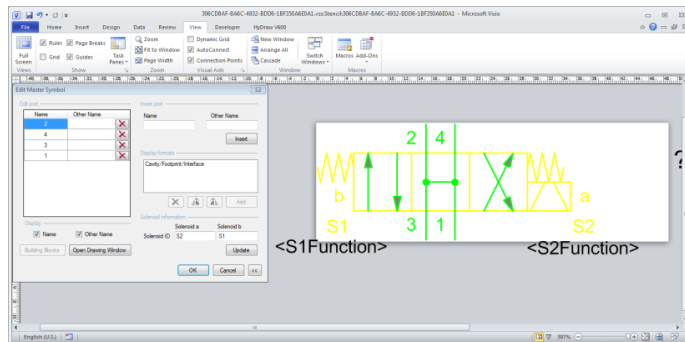 306CDBAF-8A6C-4932-BDD6-1BF350A6ED0A1.vss:Stencil:306CDBAF-8A6C-4932-BDD6-1BF350A6EDA1 - Microsoft Visio
File Home Insert Design Data Review View Developer HyDraw V600
Full Screen
Ruler Page Breaks
Grid Guides
Task Panes
Zoom
Fit to Window
Page Width
Dynamic Grid
AutoConnect
Connection Points
New Window
Arrange All
Cascade
Switch Windows
Macros Add-Ons
Views Show Zoom Visual Aids Window Macros
Edit Master Symbol
Edit port
Name Other Name
2
4
3
1
Insert port
Name Other Name
Insert
Display formats
Cavity/Footprint/Interface
Add
Display
Name Other Name
Building Blocks Open Drawing Window
Solenoid information
Solenoid a Solenoid b
Solenoid ID S2 S1
Update
OK Cancel <<
2 4
b a
S1 3 1 S2
<S1Function> <S2Function>
?
English (U.S.)
397%